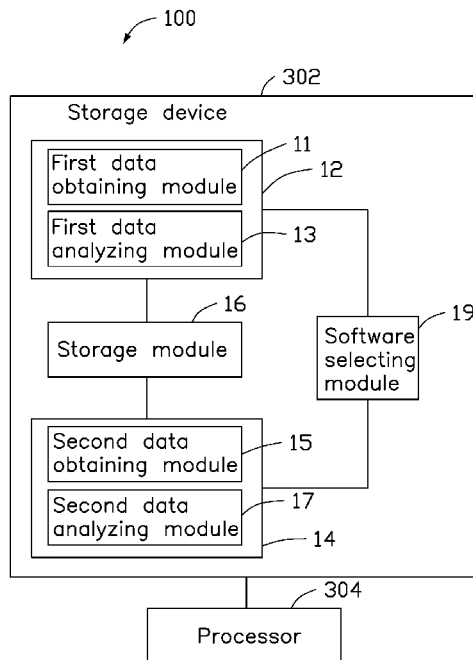 100
302
Storage device
First data
obtaining module
11
12
First data
analyzing module
13
16
Storage module
19
Software
selecting
module
Second data
obtaining module
15
Second data
analyzing module
17
14
304
Processor